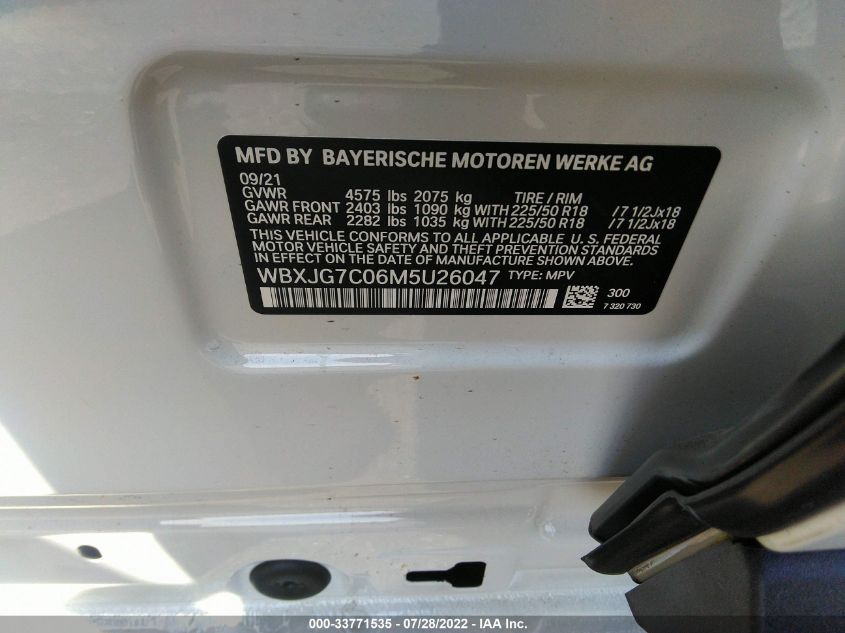 MFD BY BAYERISCHE MOTOREN WERKE AG
09/21
GVWR 4575 lbs 2075 kg TIRE / RIM
GAWR FRONT 2403 lbs 1090 kg WITH 225/50 R18 / 7 1/2Jx18
GAWR REAR 2282 lbs 1035 kg WITH 225/50 R18 / 7 1/2Jx18
THIS VEHICLE CONFORMS TO ALL APPLICABLE U. S. FEDERAL
MOTOR VEHICLE SAFETY, BUMPER, AND THEFT PREVENTION STANDARDS
IN EFFECT ON THE DATE OF MANUFACTURE SHOWN ABOVE.
WBXJG7C06M5U26047 TYPE: MPV
300
7 320 730
000-33771535 - 07/28/2022 - IAA Inc.